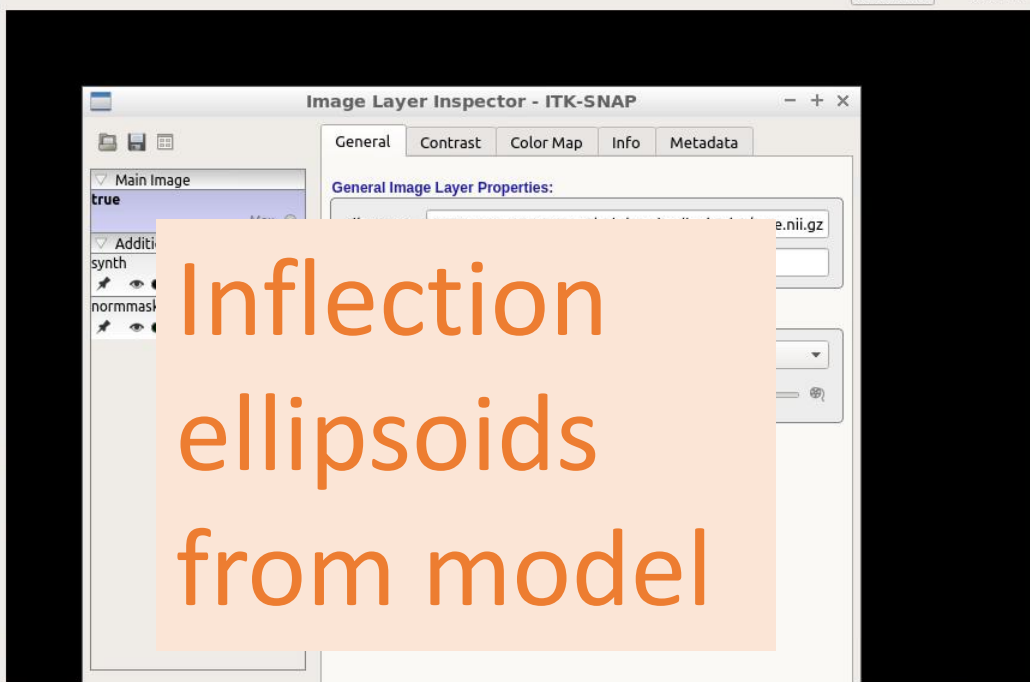 Image Layer Inspector - ITK-SNAP
General
Contrast
Color Map
Info
Metadata
Main Image
true
General Image Layer Properties:
e.nii.gz
synth
Inflection
ellipsoids
from model